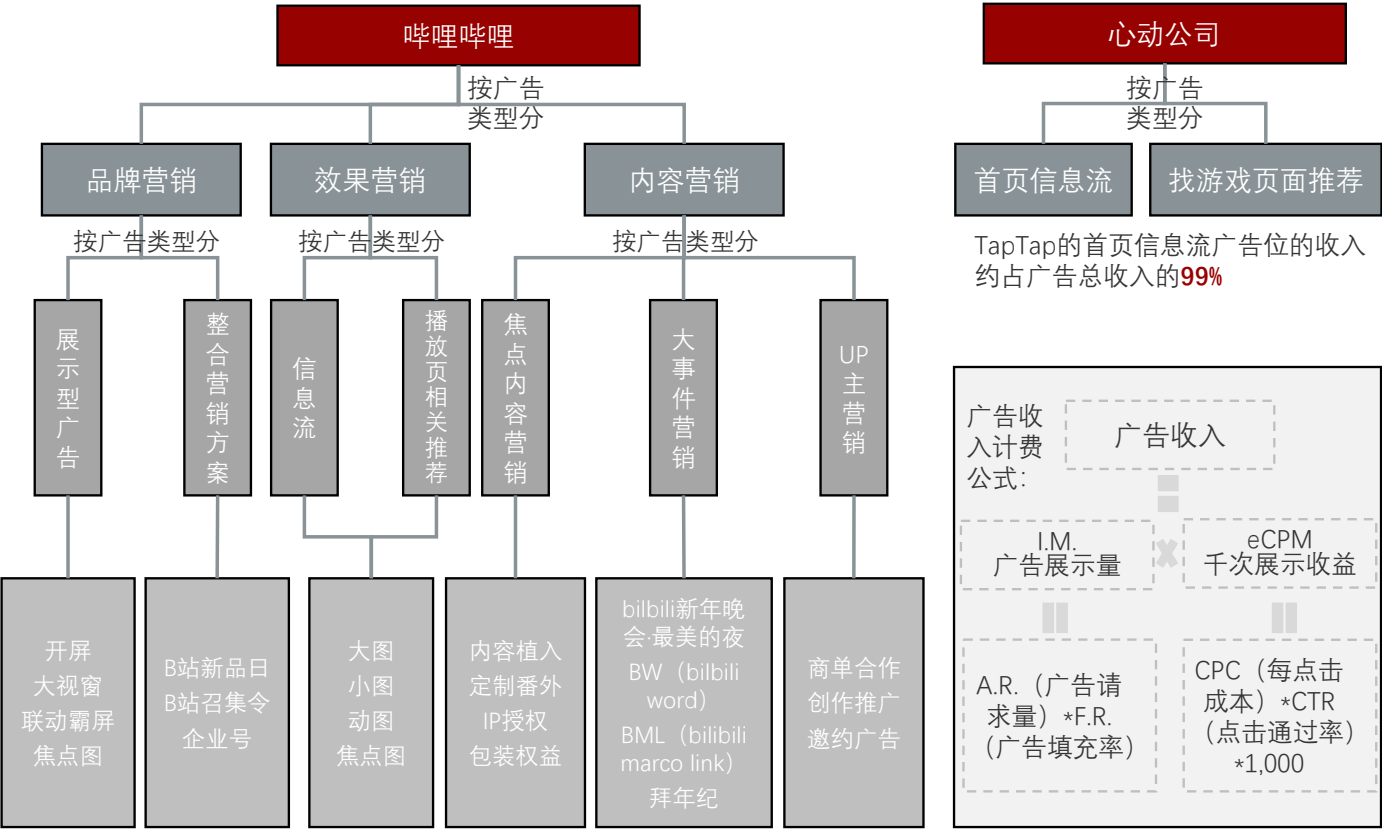 哔哩哔哩
按广告
类型分
品牌营销
效果营销
内容营销
按广告类型分
按广告类型分
按广告类型分
展示型广告
整合营销方案
信息流
播放页相关推荐
焦点内容营销
大事件营销
UP主营销
开屏
大视窗
联动霸屏
焦点图
B站新品日
B站召集令
企业号
大图
小图
动图
焦点图
内容植入
定制番外
IP授权
包装权益
bilbili新年晚
会·最美的夜
BW（bilbili
word）
BML（bilibili
marco link）
拜年纪
商单合作
创作推广
邀约广告
心动公司
按广告
类型分
首页信息流
找游戏页面推荐
TapTap的首页信息流广告位的收入
约占广告总收入的99%
广告收
入计费
公式：
广告收入
I.M.
广告展示量
eCPM
千次展示收益
A.R.（广告请
求量）*F.R.
（广告填充率）
CPC（每点击
成本）*CTR
（点击通过率）
*1,000